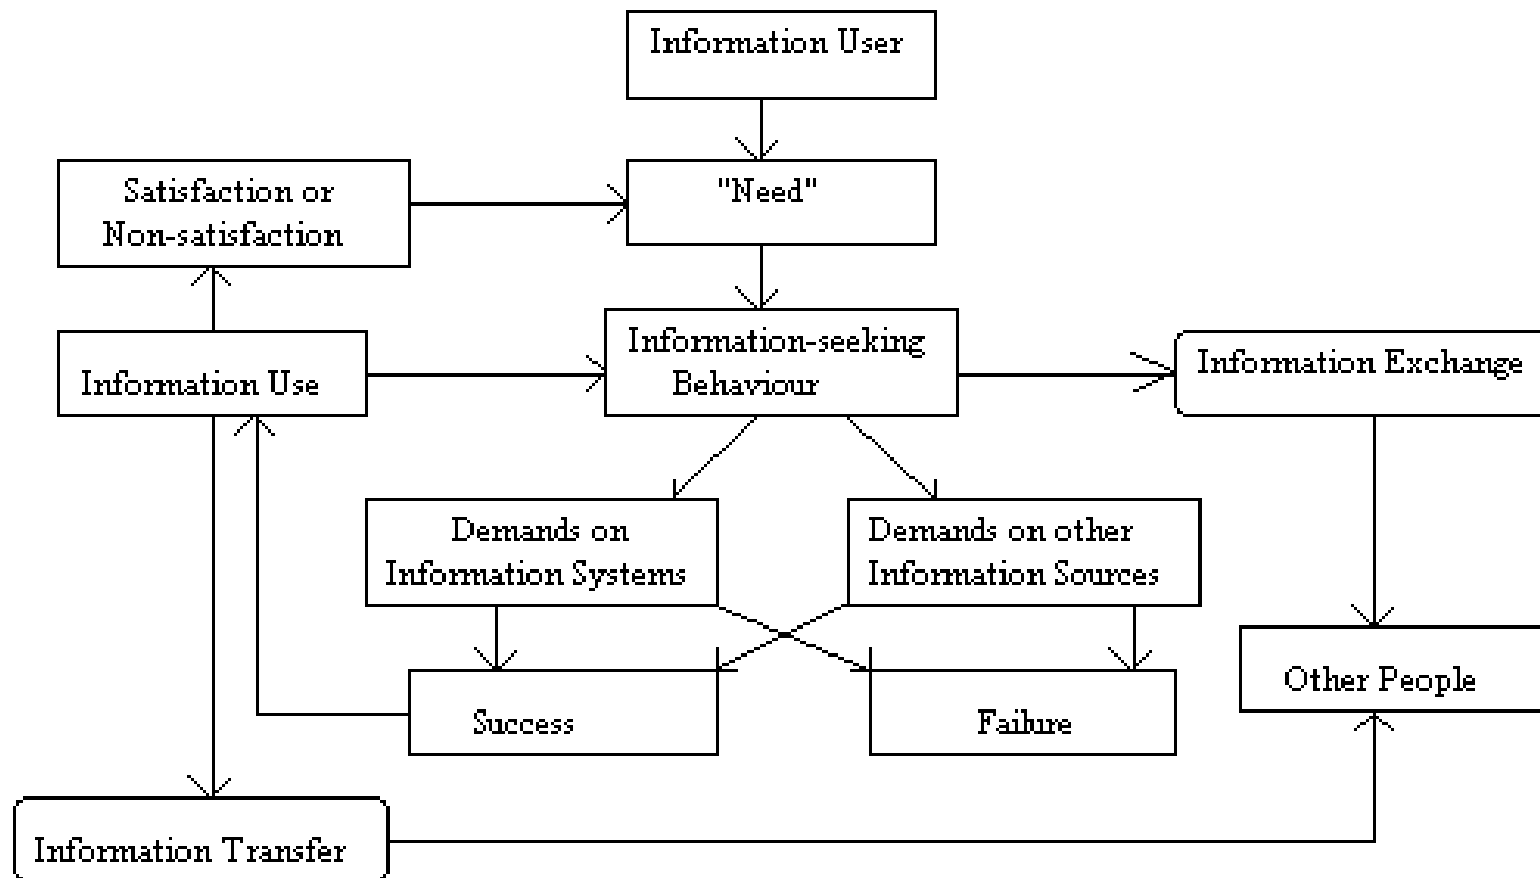 Information User
Satisfaction or
Non-satisfaction
"Need"
Information Use
Information-seeking
Behaviour
Information Exchange
Demands on
Information Systems
Demands on other
Information Sources
Success
Failure
Other People
Information Transfer